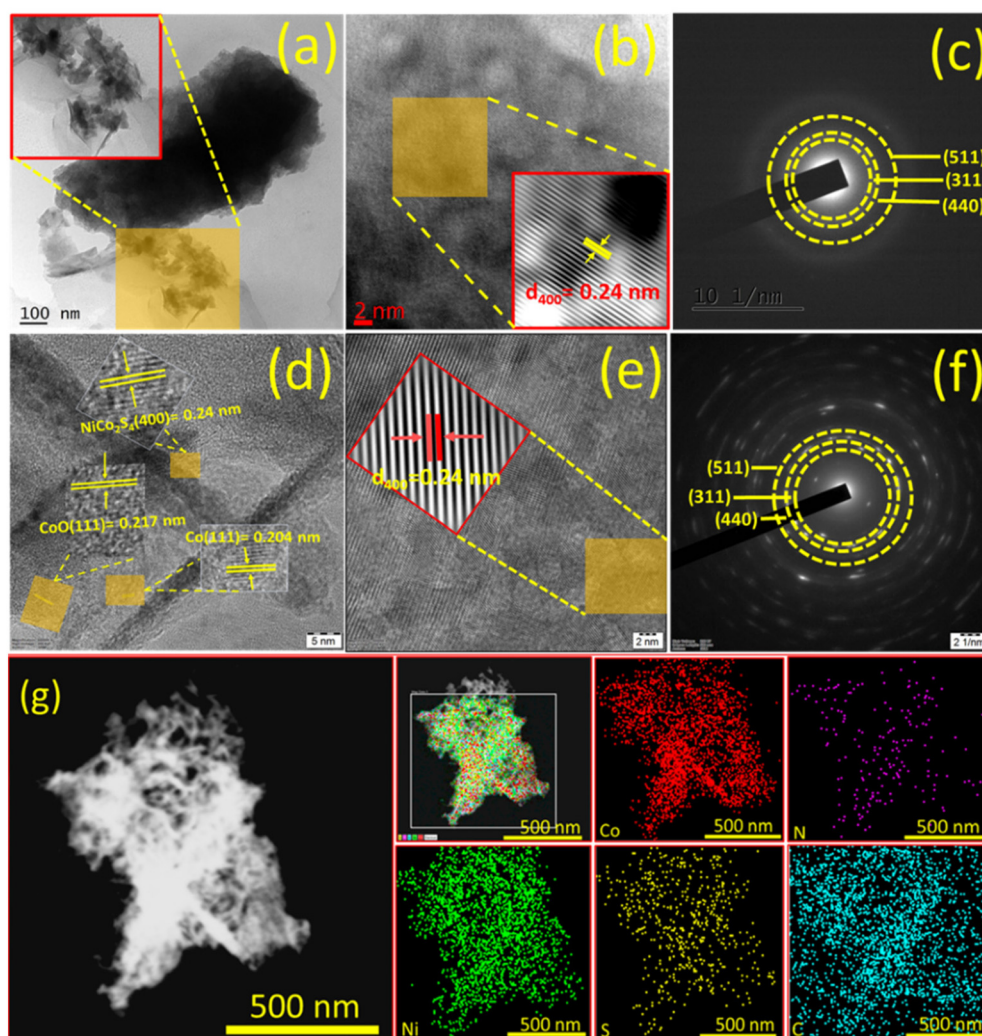 (a)
100 nm
(b)
d₄₀₀= 0.24 nm
2 nm
(c)
(511)
(311)
(440)
10 1/nm
(d)
NiCo₂S₄(400)= 0.24 nm
CoO(111)= 0.217 nm
Co(111)= 0.204 nm
5 nm
(e)
d₄₀₀=0.24 nm
2 nm
(f)
(511)
(311)
(440)
2 1/nm
(g)
500 nm
500 nm
Co
500 nm
N
500 nm
Ni
500 nm
S
500 nm
C
500 nm